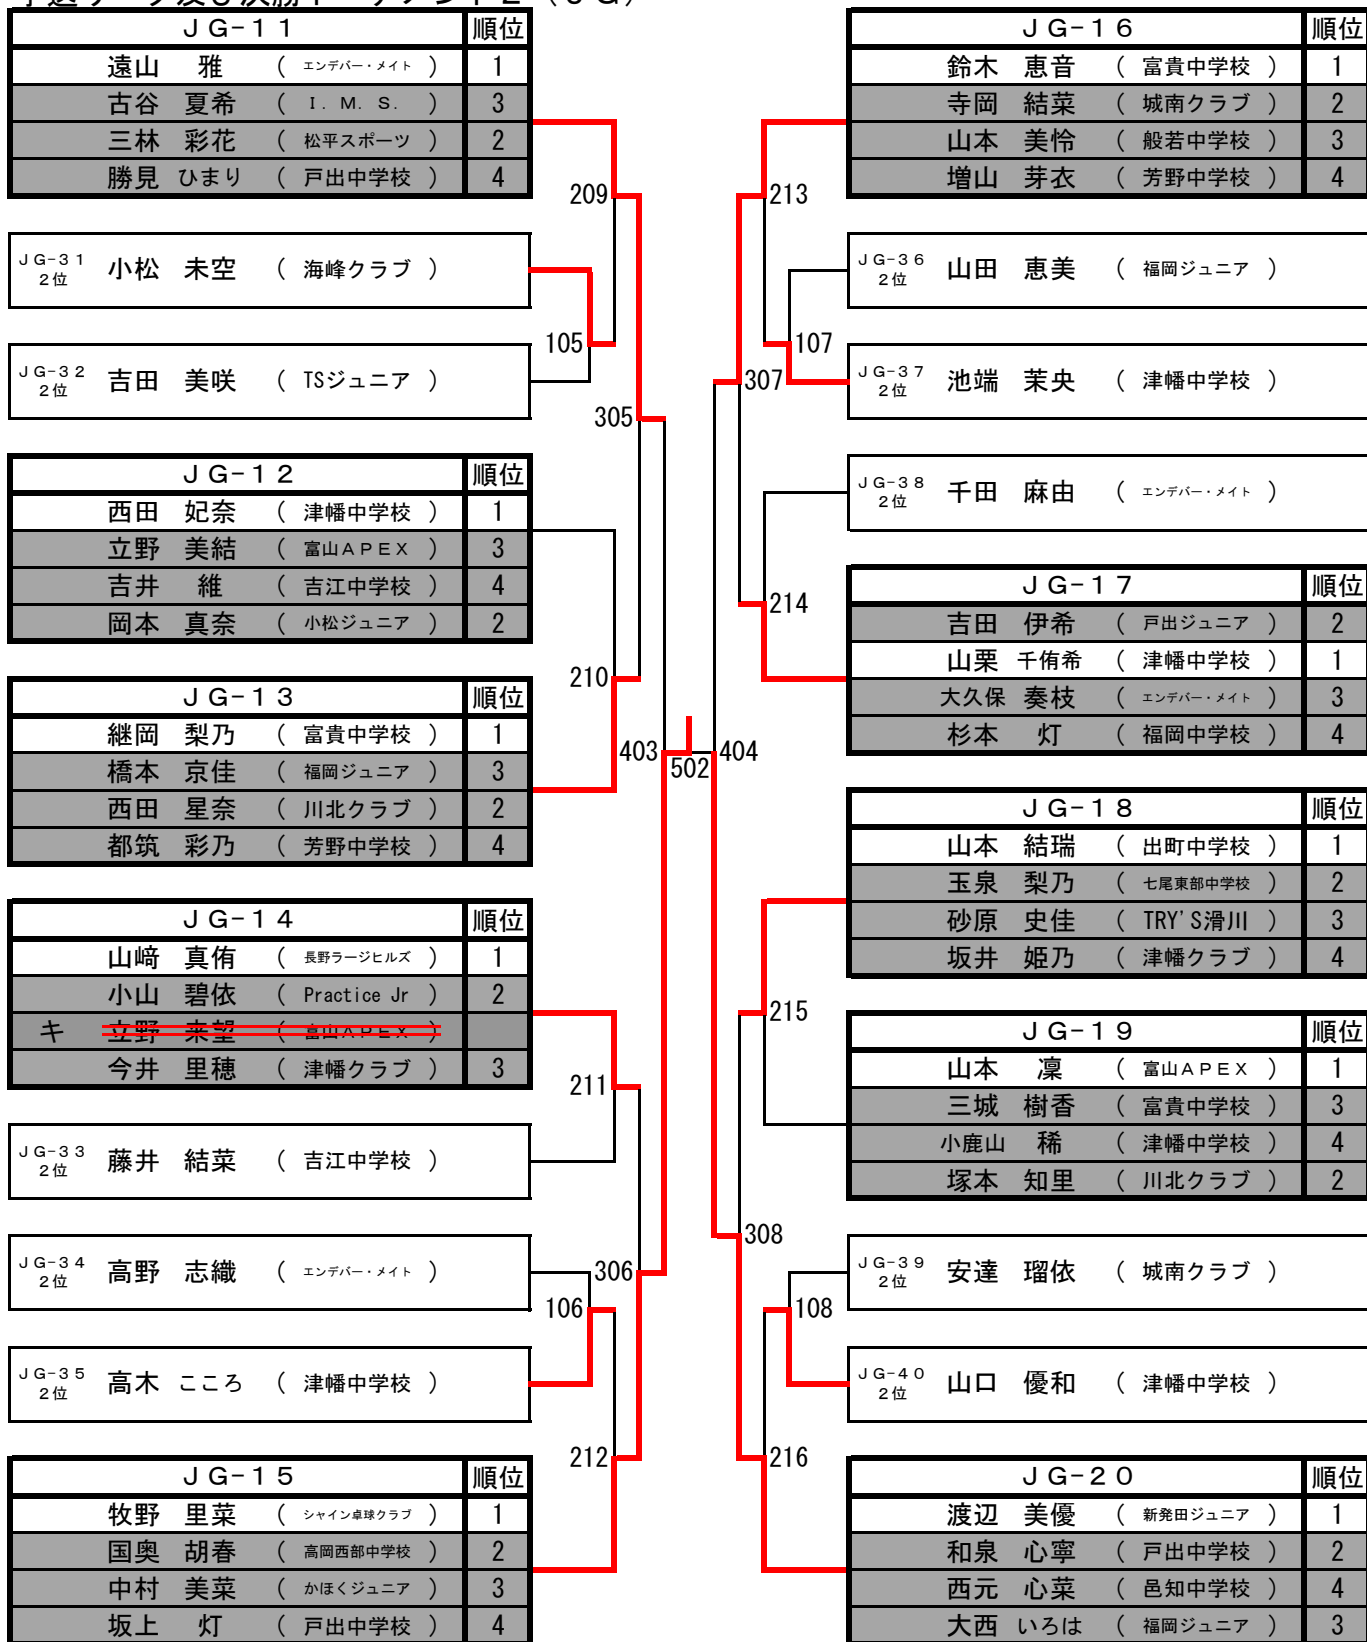 ＪＧ-１１ 順位
遠山 雅 （ エンデバー・メイト ） 1
古谷 夏希 （ Ｉ．Ｍ．Ｓ． ） 3
三林 彩花 （ 松平スポーツ ） 2
勝見 ひまり （ 戸出中学校 ） 4
209
ＪＧ-３１ 2位 小松 未空 （ 海峰クラブ ）
105
ＪＧ-３２ 2位 吉田 美咲 （ TSジュニア ）
305
ＪＧ-１２ 順位
西田 妃奈 （ 津幡中学校 ） 1
立野 美結 （ 富山ＡＰＥＸ ） 3
吉井 維 （ 吉江中学校 ） 4
岡本 真奈 （ 小松ジュニア ） 2
210
ＪＧ-１３ 順位
継岡 梨乃 （ 富貴中学校 ） 1
橋本 京佳 （ 福岡ジュニア ） 3
西田 星奈 （ 川北クラブ ） 2
都筑 彩乃 （ 芳野中学校 ） 4
403
502
404
ＪＧ-１４ 順位
山﨑 真侑 （ 長野ラージヒルズ ） 1
小山 碧依 （ Practice Jr ） 2
キ 立野 来望 （ 富山ＡＰＥＸ ）
今井 里穂 （ 津幡クラブ ） 3
211
ＪＧ-３３ 2位 藤井 結菜 （ 吉江中学校 ）
ＪＧ-３４ 2位 高野 志織 （ エンデバー・メイト ）
306
106
ＪＧ-３５ 2位 高木 こころ （ 津幡中学校 ）
212
ＪＧ-１５ 順位
牧野 里菜 （ シャイン卓球クラブ ） 1
国奥 胡春 （ 高岡西部中学校 ） 2
中村 美菜 （ かほくジュニア ） 3
坂上 灯 （ 戸出中学校 ） 4
ＪＧ-１６ 順位
鈴木 恵音 （ 富貴中学校 ） 1
寺岡 結菜 （ 城南クラブ ） 2
山本 美怜 （ 般若中学校 ） 3
増山 芽衣 （ 芳野中学校 ） 4
213
ＪＧ-３６ 2位 山田 恵美 （ 福岡ジュニア ）
107
ＪＧ-３７ 2位 池端 茉央 （ 津幡中学校 ）
307
ＪＧ-３８ 2位 千田 麻由 （ エンデバー・メイト ）
214
ＪＧ-１７ 順位
吉田 伊希 （ 戸出ジュニア ） 2
山栗 千侑希 （ 津幡中学校 ） 1
大久保 奏枝 （ エンデバー・メイト ） 3
杉本 灯 （ 福岡中学校 ） 4
ＪＧ-１８ 順位
山本 結瑞 （ 出町中学校 ） 1
玉泉 梨乃 （ 七尾東部中学校 ） 2
砂原 史佳 （ TRY'S滑川 ） 3
坂井 姫乃 （ 津幡クラブ ） 4
215
ＪＧ-１９ 順位
山本 凜 （ 富山ＡＰＥＸ ） 1
三城 樹香 （ 富貴中学校 ） 3
小鹿山 稀 （ 津幡中学校 ） 4
塚本 知里 （ 川北クラブ ） 2
308
ＪＧ-３９ 2位 安達 瑠依 （ 城南クラブ ）
108
ＪＧ-４０ 2位 山口 優和 （ 津幡中学校 ）
216
ＪＧ-２０ 順位
渡辺 美優 （ 新発田ジュニア ） 1
和泉 心寧 （ 戸出中学校 ） 2
西元 心菜 （ 邑知中学校 ） 4
大西 いろは （ 福岡ジュニア ） 3